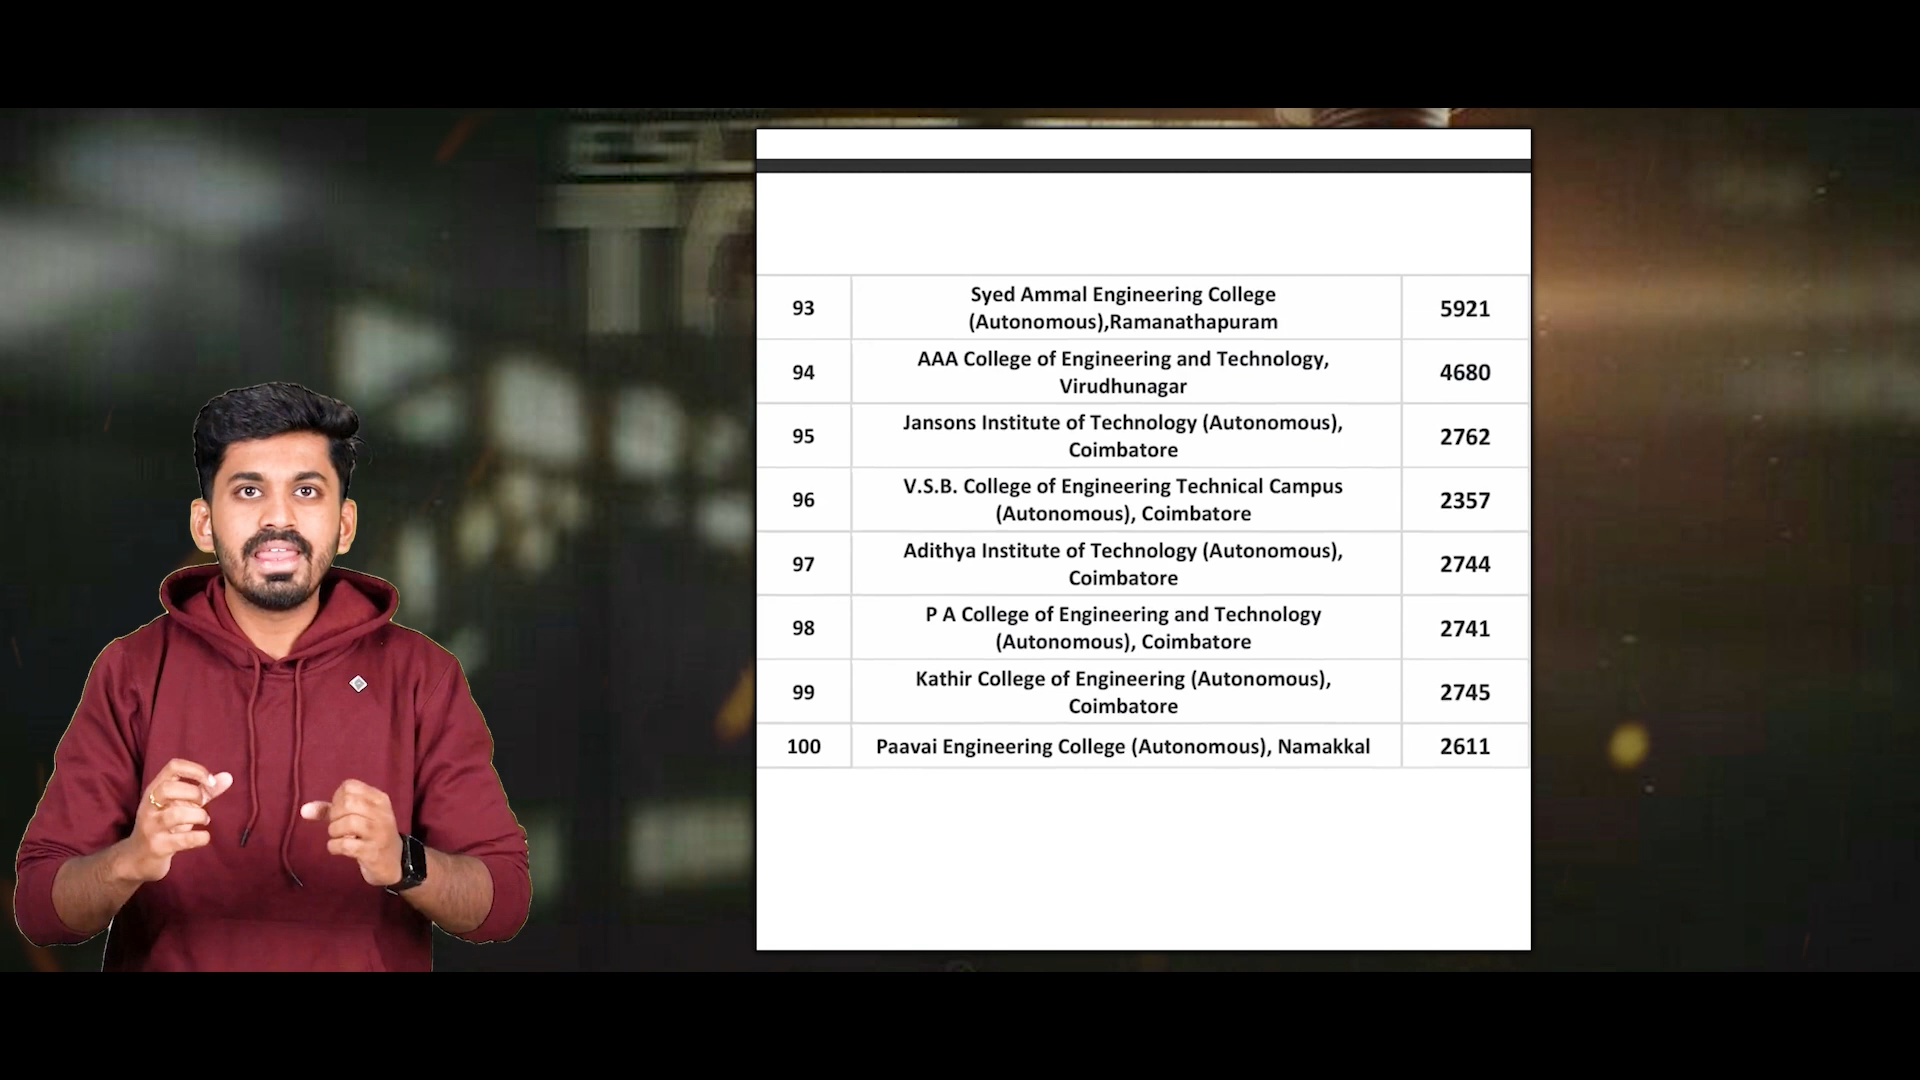 93
Syed Ammal Engineering College
(Autonomous),Ramanathapuram
5921
94
AAA College of Engineering and Technology,
Virudhunagar
4680
95
Jansons Institute of Technology (Autonomous),
Coimbatore
2762
96
V.S.B. College of Engineering Technical Campus
(Autonomous), Coimbatore
2357
97
Adithya Institute of Technology (Autonomous),
Coimbatore
2744
98
P A College of Engineering and Technology
(Autonomous), Coimbatore
2741
99
Kathir College of Engineering (Autonomous),
Coimbatore
2745
100
Paavai Engineering College (Autonomous), Namakkal
2611